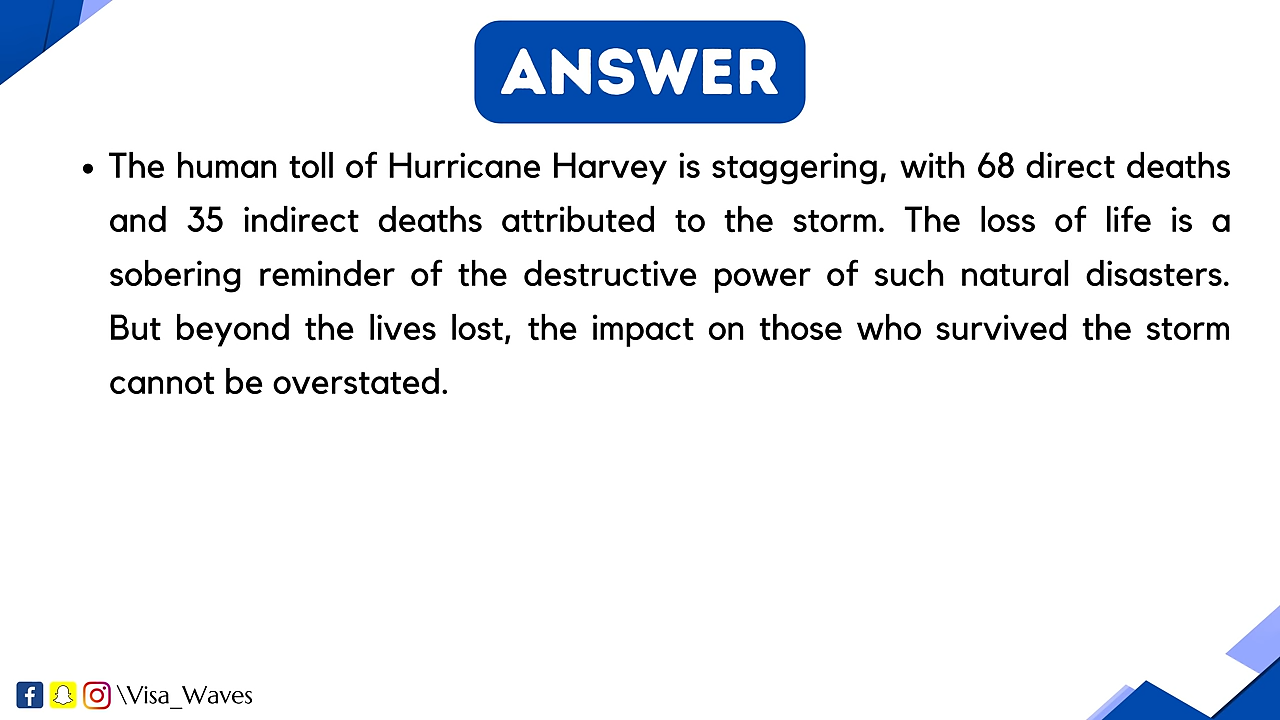 ANSWER
• The human toll of Hurricane Harvey is staggering, with 68 direct deaths
and 35 indirect deaths attributed to the storm. The loss of life is a
sobering reminder of the destructive power of such natural disasters.
But beyond the lives lost, the impact on those who survived the storm
cannot be overstated.
\Visa_Waves